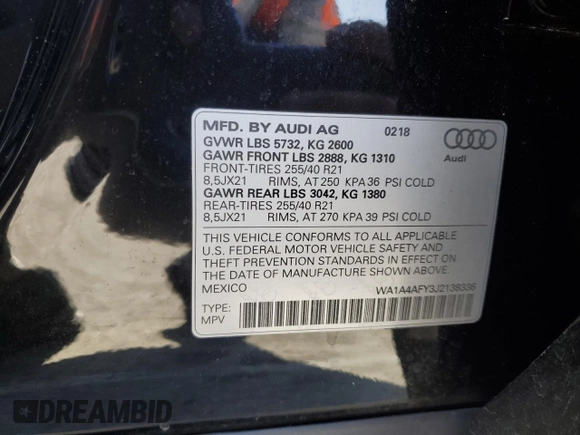 MFD. BY AUDI AG 0218
GVWR LBS 5732, KG 2600
GAWR FRONT LBS 2888, KG 1310
FRONT-TIRES 255/40 R21
8,5JX21 RIMS, AT 250 KPA 36 PSI COLD
GAWR REAR LBS 3042, KG 1380
REAR-TIRES 255/40 R21
8,5JX21 RIMS, AT 270 KPA 39 PSI COLD
Audi
THIS VEHICLE CONFORMS TO ALL APPLICABLE
U.S. FEDERAL MOTOR VEHICLE SAFETY AND
THEFT PREVENTION STANDARDS IN EFFECT ON
THE DATE OF MANUFACTURE SHOWN ABOVE.
MEXICO WA1A4AFY3J2138336
TYPE:
MPV
DREAMBID